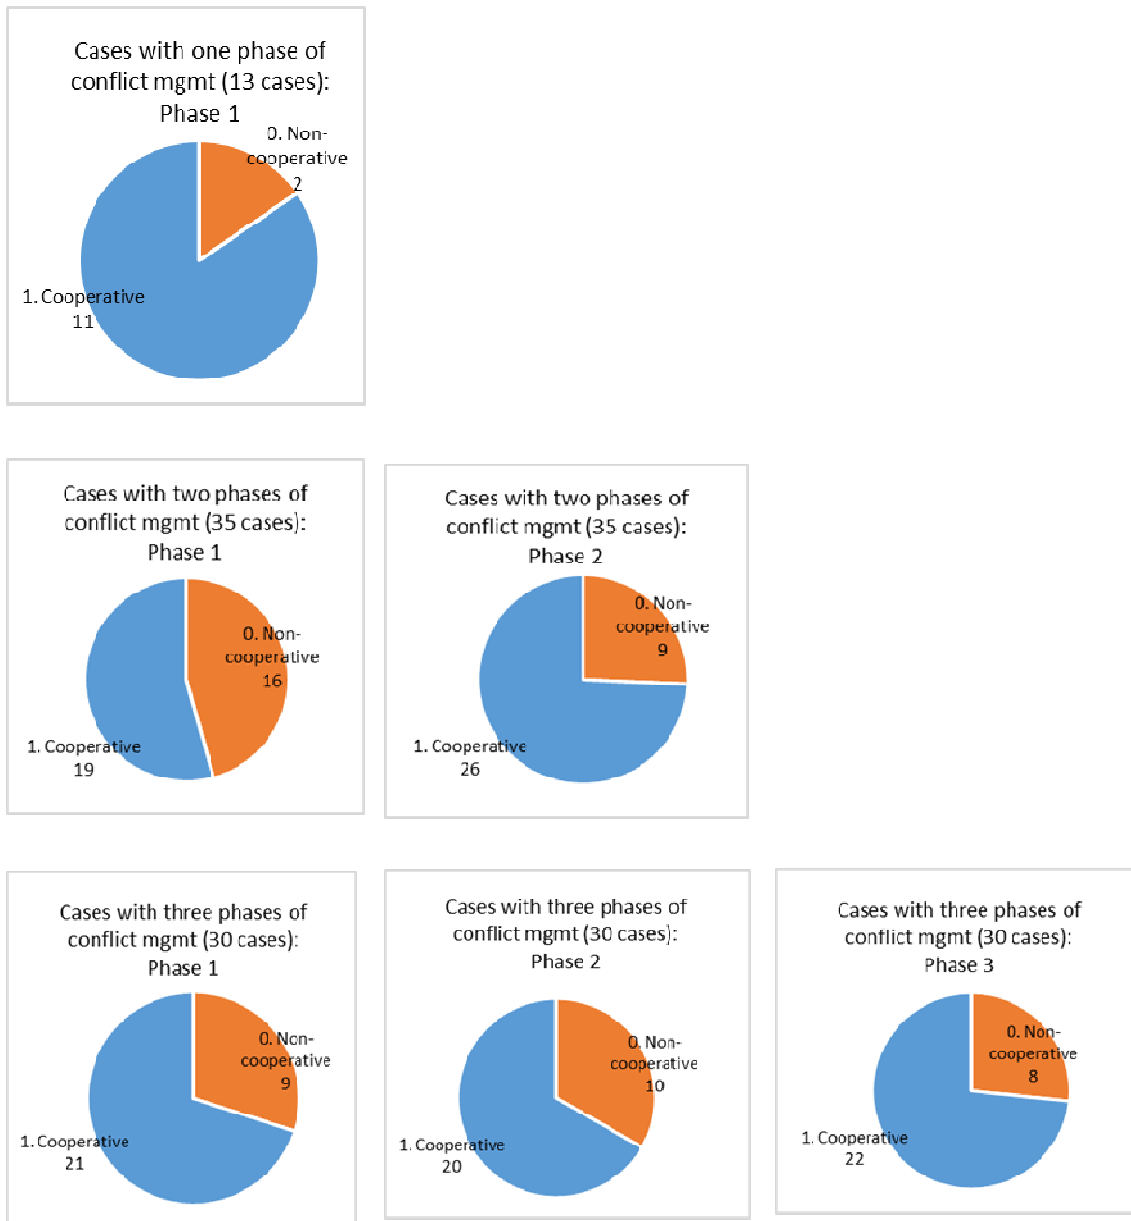 Cases with one phase of
conflict mgmt (13 cases):
Phase 1
0. Non-
cooperative
2
1. Cooperative
11
Cases with two phases of
conflict mgmt (35 cases):
Phase 1
0. Non-
cooperative
16
1. Cooperative
19
Cases with two phases of
conflict mgmt (35 cases):
Phase 2
0. Non-
cooperative
9
1. Cooperative
26
Cases with three phases of
conflict mgmt (30 cases):
Phase 1
0. Non-
cooperative
9
1. Cooperative
21
Cases with three phases of
conflict mgmt (30 cases):
Phase 2
0. Non-
cooperative
10
1. Cooperative
20
Cases with three phases of
conflict mgmt (30 cases):
Phase 3
0. Non-
cooperative
8
1. Cooperative
22